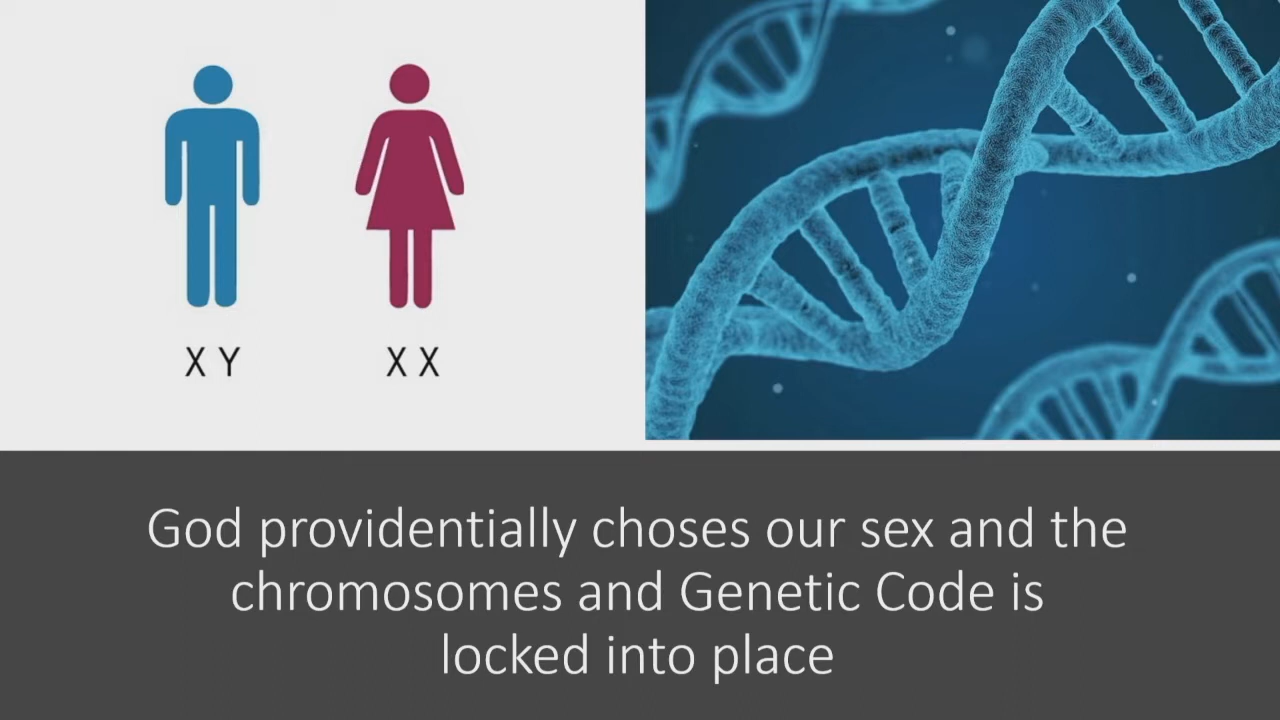 X Y
X X
God providentially choses our sex and the
chromosomes and Genetic Code is
locked into place